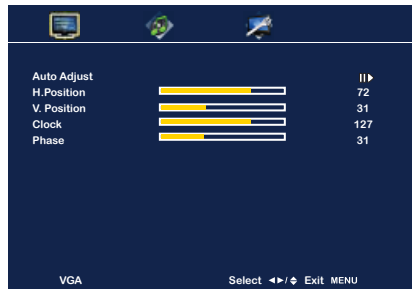 Auto Adjust
H.Position 72
V. Position 31
Clock 127
Phase 31
VGA Select ◄►/♦ Exit MENU